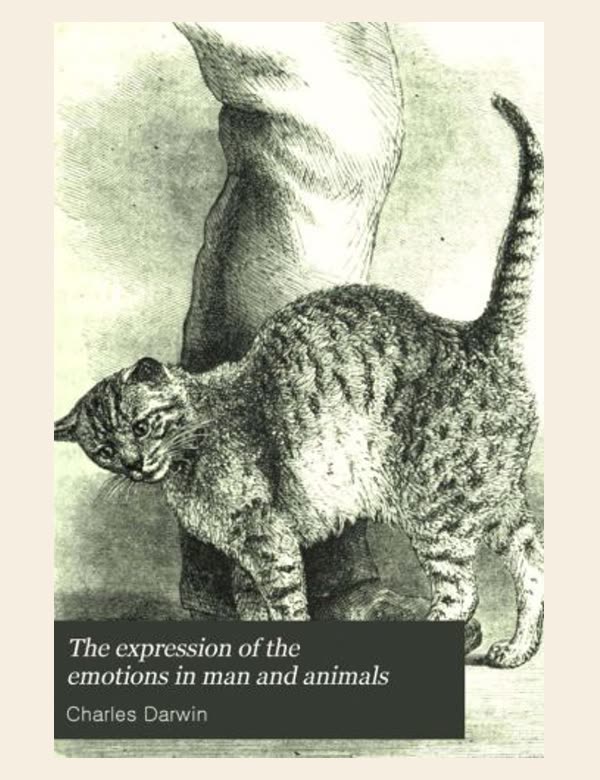 The expression of the
emotions in man and animals
Charles Darwin